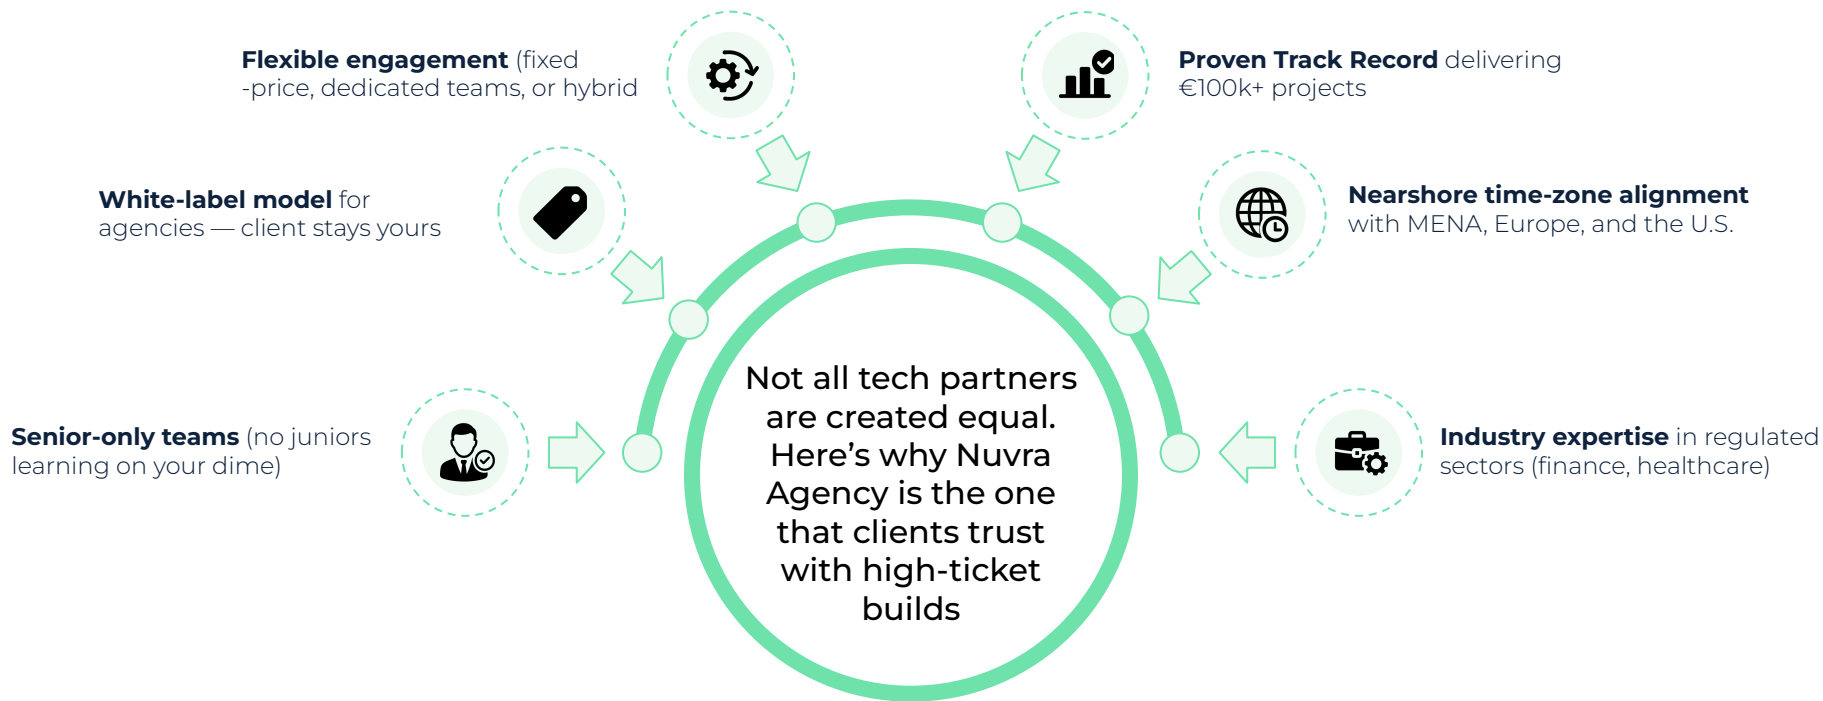 Flexible engagement (fixed
-price, dedicated teams, or hybrid
Proven Track Record delivering
€100k+ projects
White-label model for
agencies — client stays yours
Nearshore time-zone alignment
with MENA, Europe, and the U.S.
Senior-only teams (no juniors
learning on your dime)
Industry expertise in regulated
sectors (finance, healthcare)
Not all tech partners
are created equal.
Here’s why Nuvra
Agency is the one
that clients trust
with high-ticket
builds